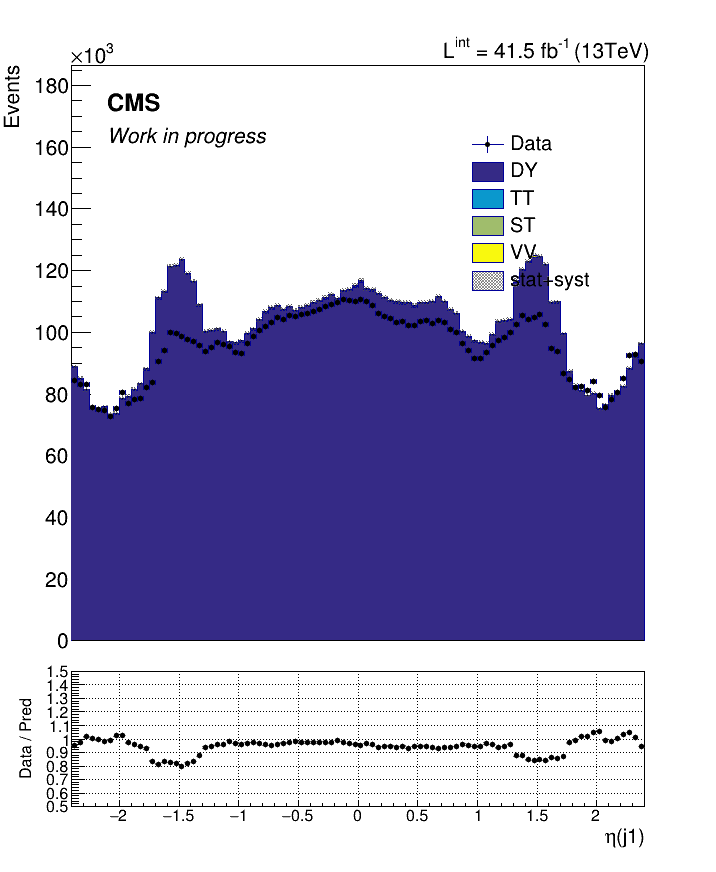 ×10³
L^int = 41.5 fb⁻¹ (13TeV)
Events
CMS
Work in progress
Data
DY
TT
ST
VV
stat+syst
180
160
140
120
100
80
60
40
20
0
Data / Pred
1.5
1.4
1.3
1.2
1.1
1
0.9
0.8
0.7
0.6
0.5
−2 −1.5 −1 −0.5 0 0.5 1 1.5 2
η(j1)